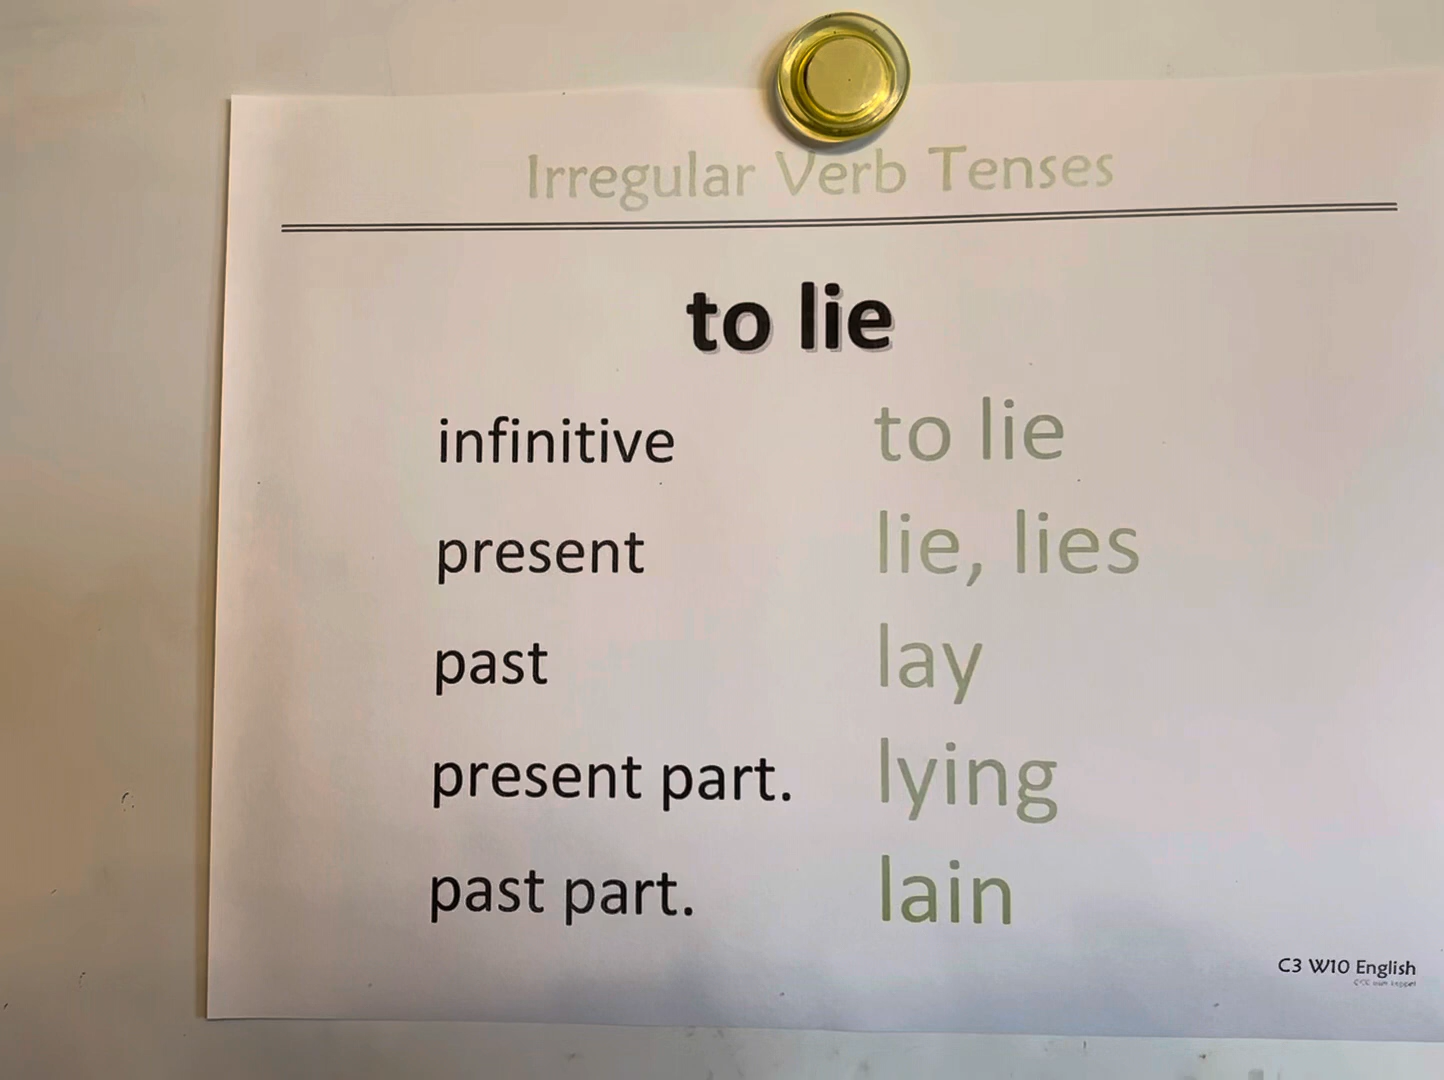 Irregular Verb Tenses
to lie
infinitive to lie
present lie, lies
past lay
present part. lying
past part. lain
C3 W10 English